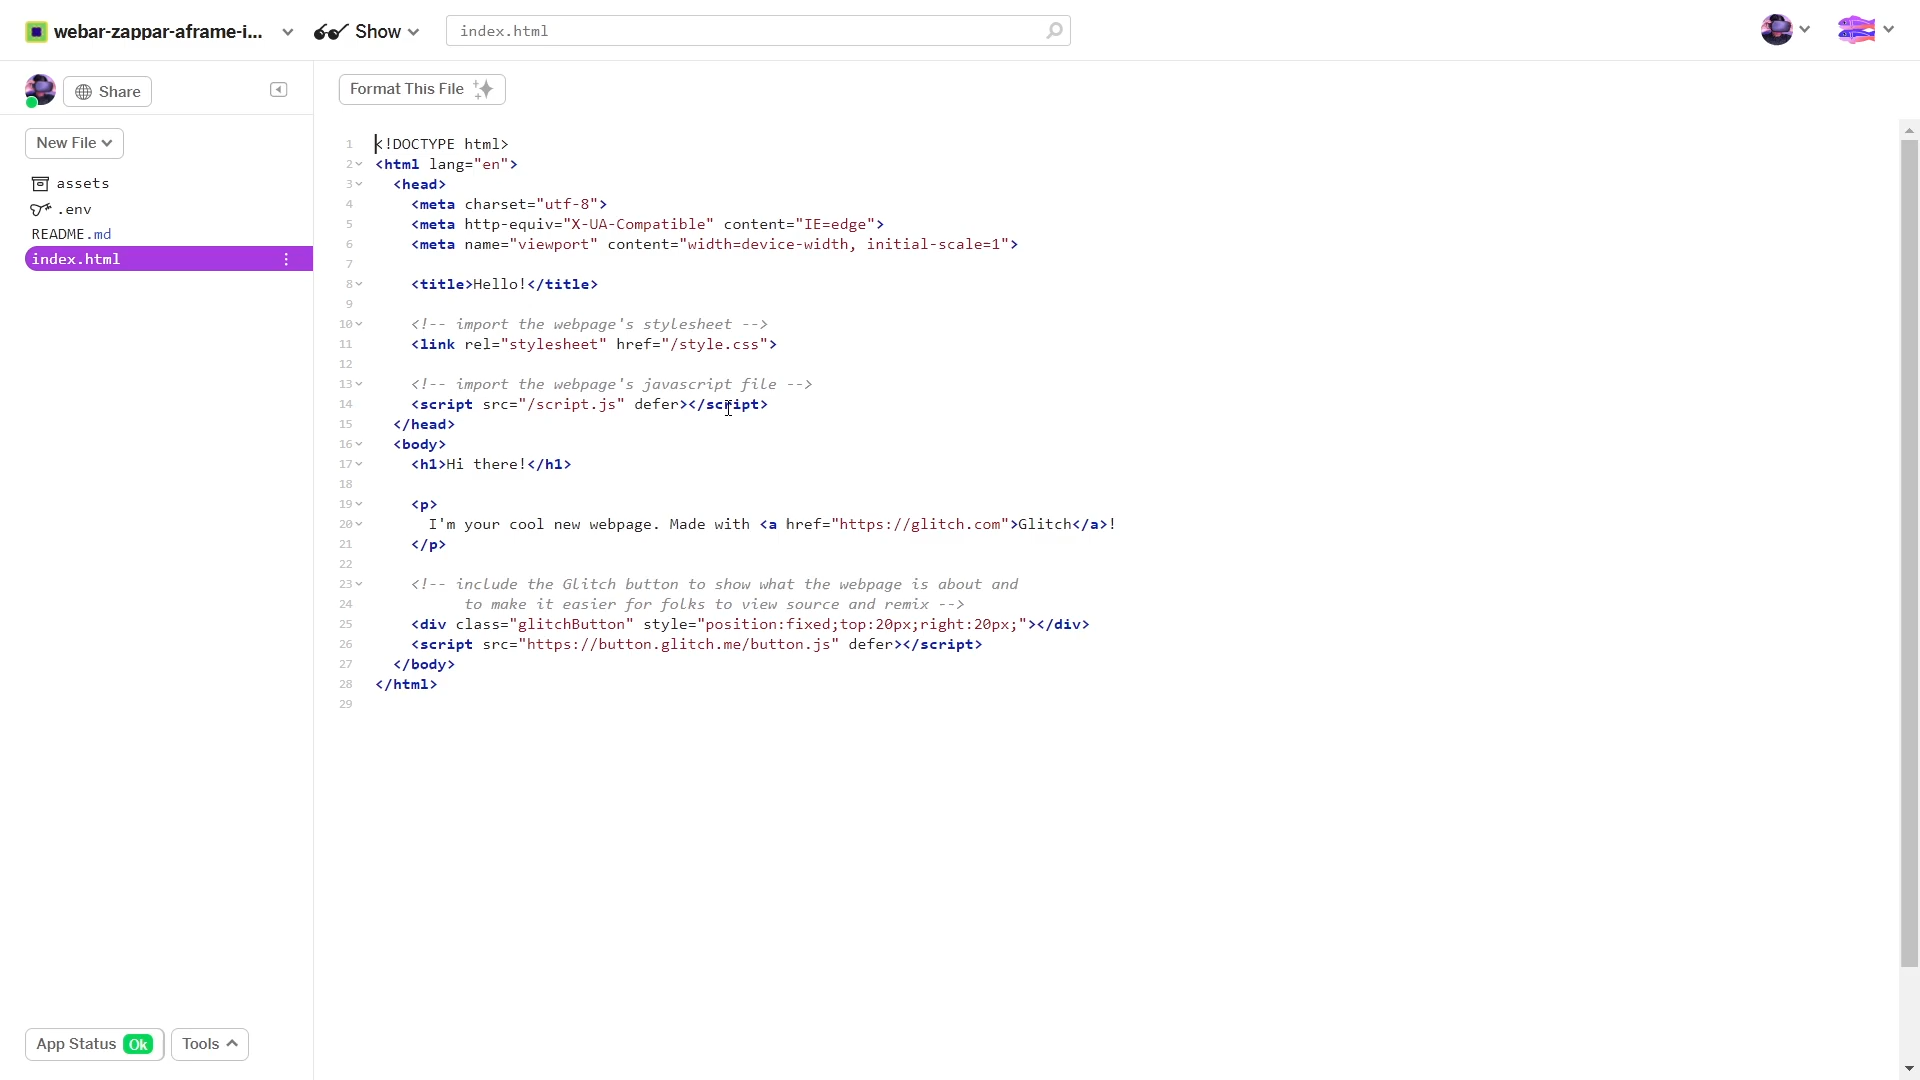 webar-zappar-aframe-i...
Show
index.html
Share
Format This File
New File
assets
.env
README.md
index.html
1 <!DOCTYPE html>
2 <html lang="en">
3 <head>
4 <meta charset="utf-8">
5 <meta http-equiv="X-UA-Compatible" content="IE=edge">
6 <meta name="viewport" content="width=device-width, initial-scale=1">
7
8 <title>Hello!</title>
9
10 <!-- import the webpage's stylesheet -->
11 <link rel="stylesheet" href="/style.css">
12
13 <!-- import the webpage's javascript file -->
14 <script src="/script.js" defer></script>
15 </head>
16 <body>
17 <h1>Hi there!</h1>
18
19 <p>
20 I'm your cool new webpage. Made with <a href="https://glitch.com">Glitch</a>!
21 </p>
22
23 <!-- include the Glitch button to show what the webpage is about and
24 to make it easier for folks to view source and remix -->
25 <div class="glitchButton" style="position:fixed;top:20px;right:20px;"></div>
26 <script src="https://button.glitch.me/button.js" defer></script>
27 </body>
28 </html>
29
App Status Ok
Tools